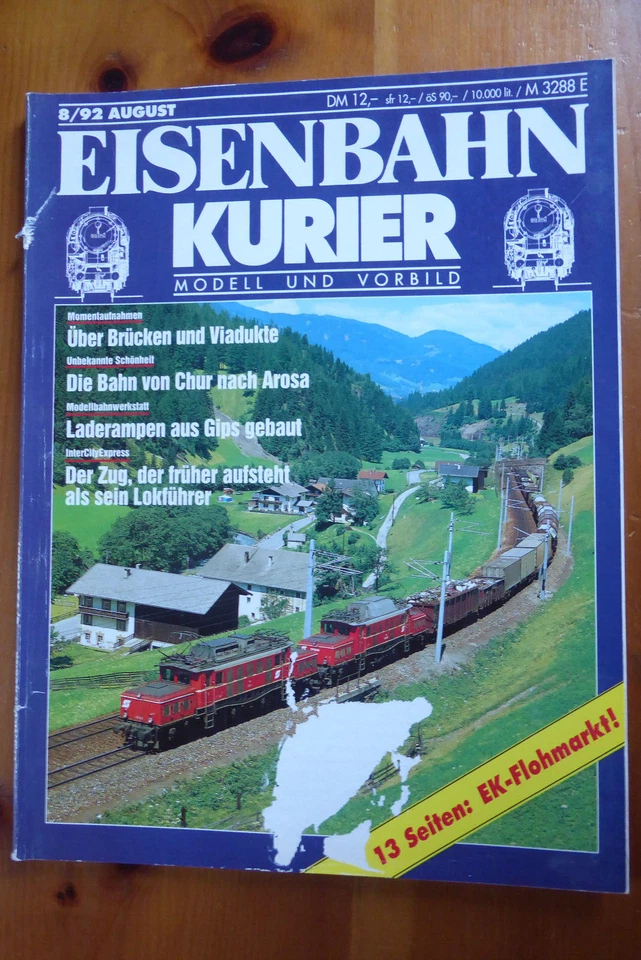 8/92 AUGUST
DM 12,– sfr 12,– / öS 90,– / 10.000 lit. / M 3288 E
EISENBAHN
KURIER
MODELL UND VORBILD
Momentaufnahmen
Über Brücken und Viadukte
Unbekannte Schönheit
Die Bahn von Chur nach Arosa
Modellbahnwerkstatt
Laderampen aus Gips gebaut
InterCityExpress
Der Zug, der früher aufsteht
als sein Lokführer
13 Seiten: EK-Flohmarkt!